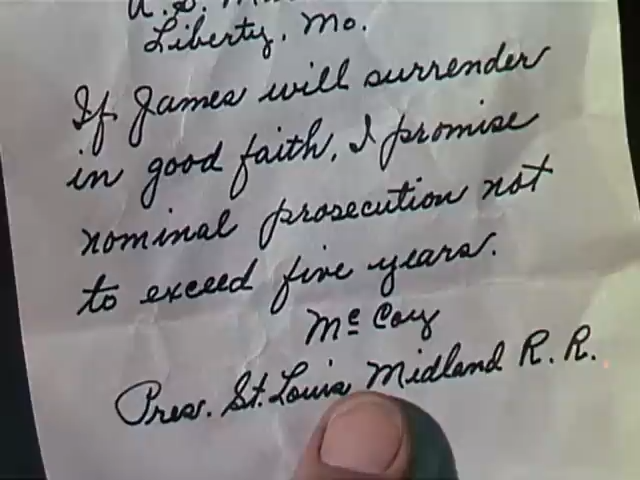 Liberty, Mo.
If James will surrender
in good faith, I promise
nominal prosecution not
to exceed five years.
McCoy
Pres. St. Louis Midland R. R.